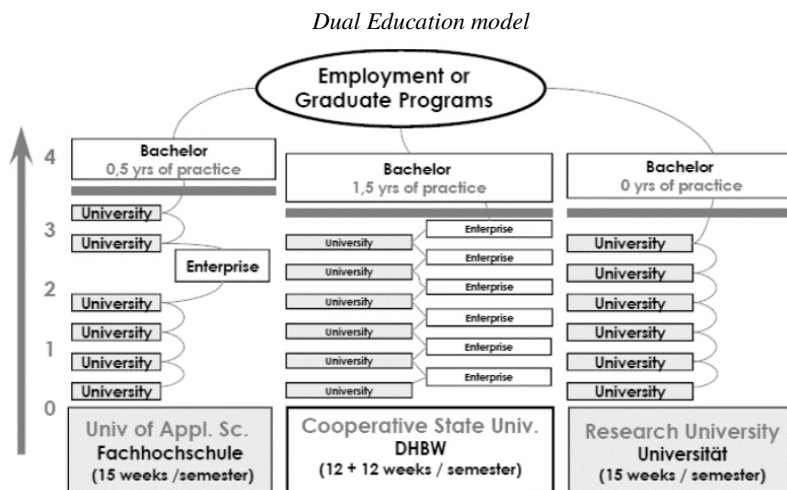 Dual Education model
Employment or
Graduate Programs
4
3
2
1
0
Bachelor
0,5 yrs of practice
University
University
Enterprise
University
University
University
University
Univ of Appl. Sc.
Fachhochschule
(15 weeks /semester)
Bachelor
1,5 yrs of practice
Enterprise
University
Enterprise
University
Enterprise
University
Enterprise
University
Enterprise
University
Enterprise
University
Cooperative State Univ.
DHBW
(12 + 12 weeks / semester)
Bachelor
0 yrs of practice
University
University
University
University
University
University
Research University
Universität
(15 weeks / semester)